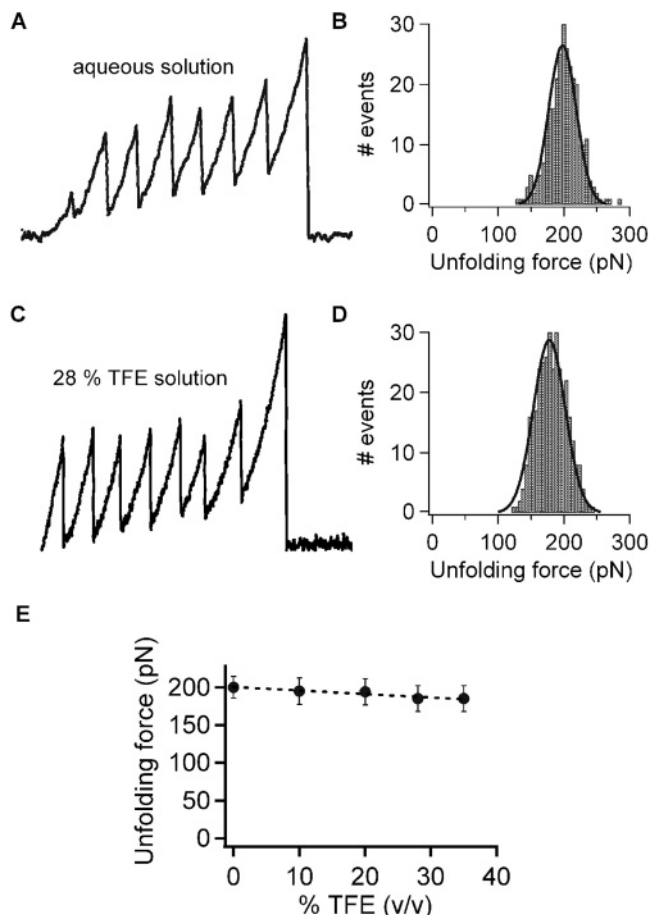 A
aqueous solution
B
30
20
10
0
# events
0 100 200 300
Unfolding force (pN)
C
28 % TFE solution
D
30
20
10
0
# events
0 100 200 300
Unfolding force (pN)
E
Unfolding force (pN)
200
150
100
50
0
0 10 20 30 40
% TFE (v/v)